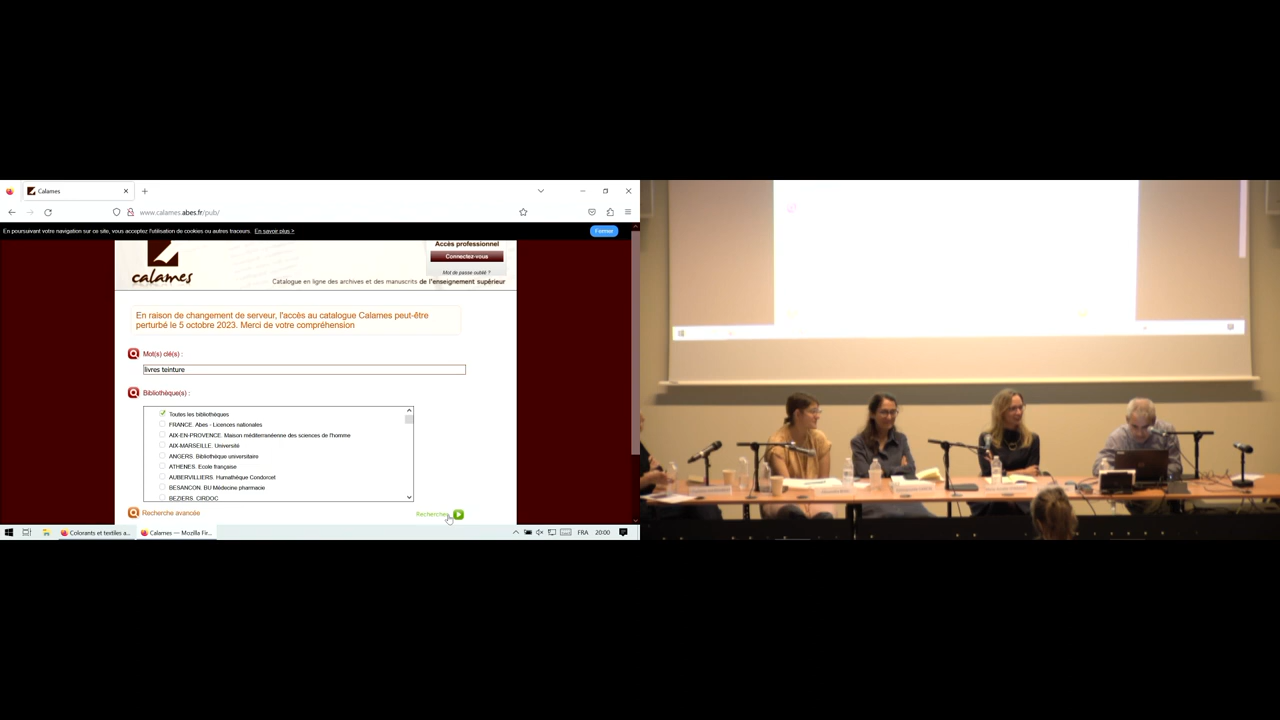 Calames
www.calames.abes.fr/pub/
En poursuivant votre navigation sur ce site, vous acceptez l'utilisation de cookies ou autres traceurs. En savoir plus >
Fermer
Accès professionnel
Connectez-vous
Mot de passe oublié ?
calames
Catalogue en ligne des archives et des manuscrits de l'enseignement supérieur
En raison de changement de serveur, l'accès au catalogue Calames peut-être
perturbé le 5 octobre 2023. Merci de votre compréhension
Mot(s) clé(s) :
livres teinture
Bibliothèque(s) :
Toutes les bibliothèques
FRANCE. Abes - Licences nationales
AIX-EN-PROVENCE. Maison méditerranéenne des sciences de l'homme
AIX-MARSEILLE. Université
ANGERS. Bibliothèque universitaire
ATHENES. Ecole française
AUBERVILLIERS. Humathèque Condorcet
BESANCON. BU Médecine pharmacie
BEZIERS. CIRDOC
Recherche avancée
Rechercher
Colorants et textiles a...
Calames — Mozilla Fir...
FRA
20:00